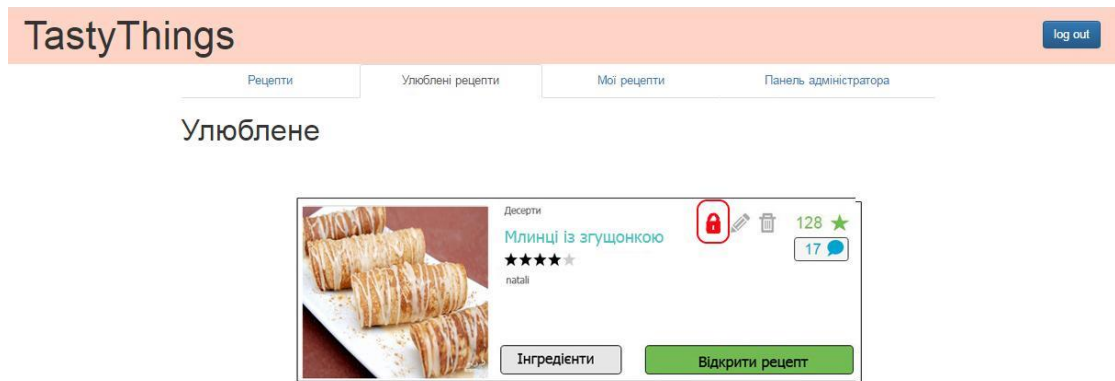 TastyThings
log out
Рецепти Улюблені рецепти Мої рецепти Панель адміністратора
Улюблене
Десерти
128
Млинці із згущонкою
17
natali
Інгредієнти Відкрити рецепт